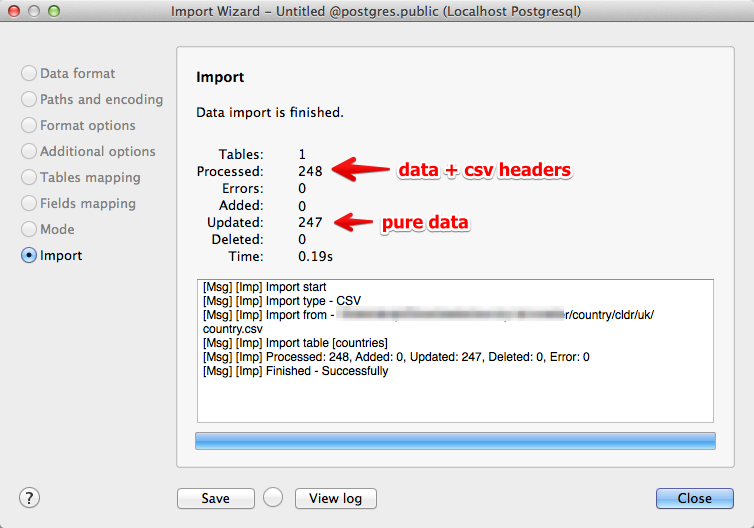 Import Wizard – Untitled @postgres.public (Localhost Postgresql)
Data format
Paths and encoding
Format options
Additional options
Tables mapping
Fields mapping
Mode
Import
Import
Data import is finished.
Tables: 1
Processed: 248
data + csv headers
Errors: 0
Added: 0
Updated: 247
pure data
Deleted: 0
Time: 0.19s
[Msg] [Imp] Import start
[Msg] [Imp] Import type - CSV
[Msg] [Imp] Import from - r/country/cldr/uk/
country.csv
[Msg] [Imp] Import table [countries]
[Msg] [Imp] Processed: 248, Added: 0, Updated: 247, Deleted: 0, Error: 0
[Msg] [Imp] Finished - Successfully
?
Save
View log
Close